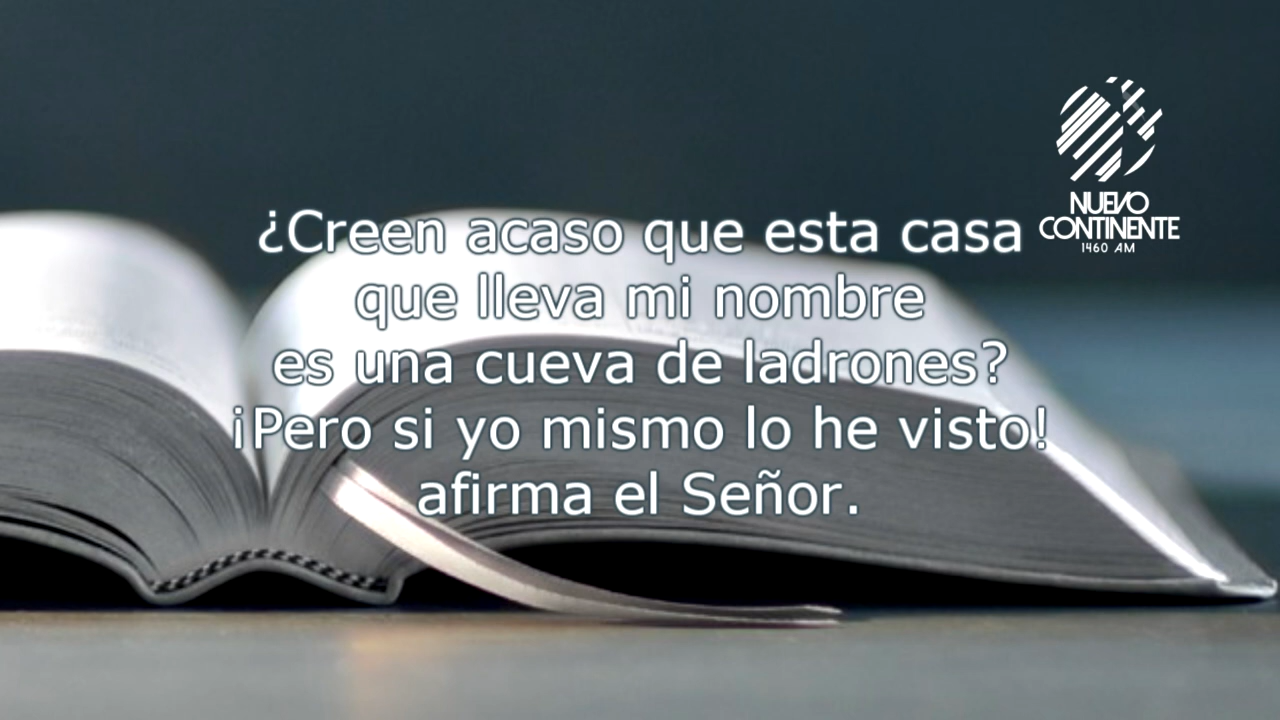 ¿Creen acaso que esta casa
que lleva mi nombre
es una cueva de ladrones?
¡Pero si yo mismo lo he visto!
afirma el Señor.
NUEVO
CONTINENTE
1460 AM